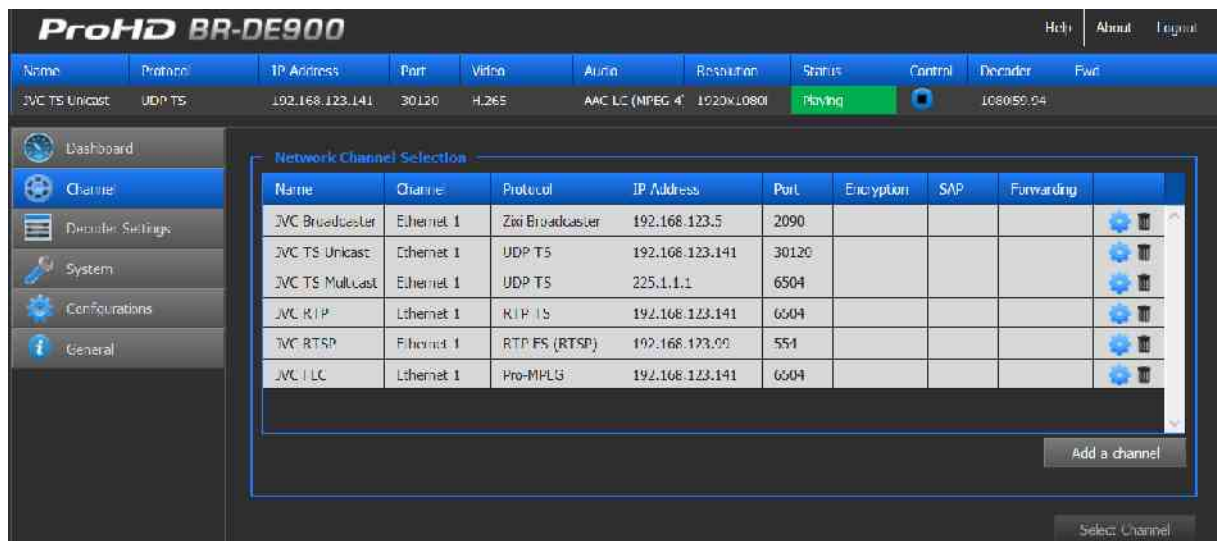 ProHD BR-DE900
Help About Logout
Name Protocol IP Address Port Video Audio Resolution Status Control Decoder Fwd
JVC TS Unicast UDP TS 192.168.123.141 30120 H.265 AAC LC (MPEG 4) 1920x1080I Playing 1080i59.94
Dashboard
Channel
Decoder Settings
System
Configurations
General
Network Channel Selection
Name Channel Protocol IP Address Port Encryption SAP Forwarding
JVC Broadcaster Ethernet 1 Zixi Broadcaster 192.168.123.5 2090
JVC TS Unicast Ethernet 1 UDP TS 192.168.123.141 30120
JVC TS Multicast Ethernet 1 UDP TS 225.1.1.1 6504
JVC RTP Ethernet 1 RTP TS 192.168.123.141 6504
JVC RTSP Ethernet 1 RTP ES (RTSP) 192.168.123.99 554
JVC FEC Ethernet 1 Pro-MPEG 192.168.123.141 6504
Add a channel
Select Channel